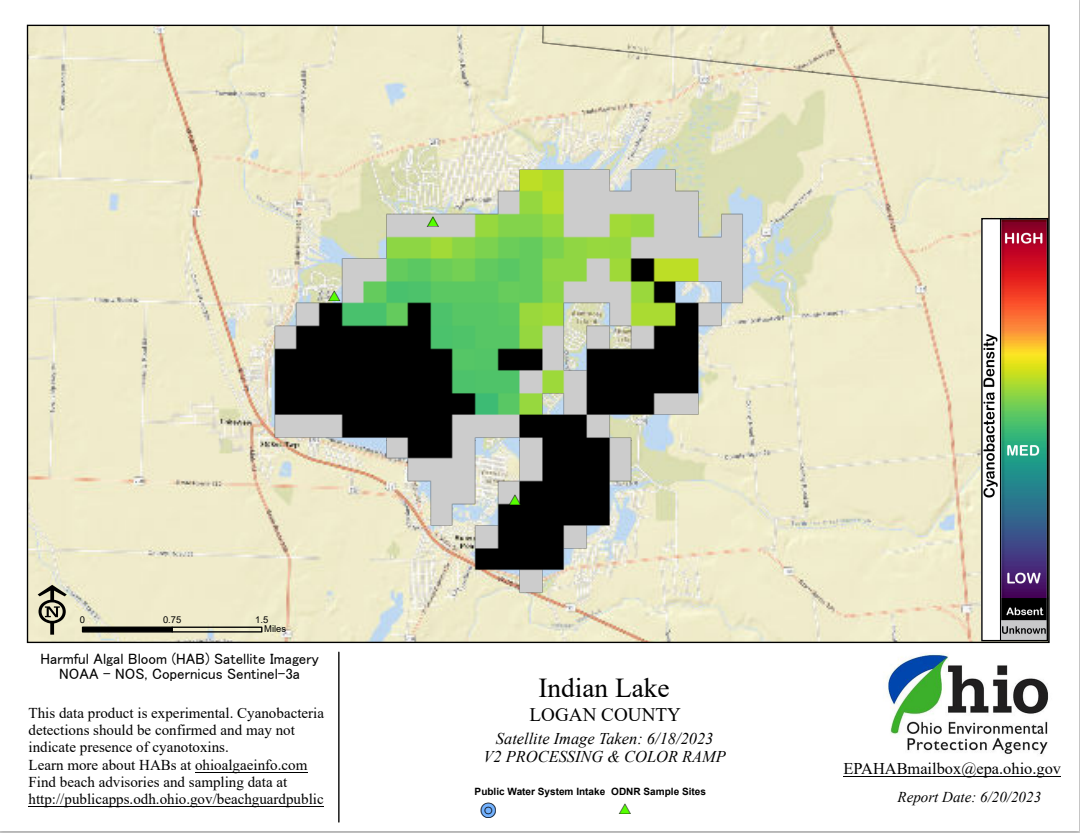 HIGH
MED
LOW
Absent
Unknown
Cyanobacteria Density
N
0 0.75 1.5
Miles
Harmful Algal Bloom (HAB) Satellite Imagery
NOAA - NOS, Copernicus Sentinel-3a
This data product is experimental. Cyanobacteria
detections should be confirmed and may not
indicate presence of cyanotoxins.
Learn more about HABs at ohioalgaeinfo.com
Find beach advisories and sampling data at
http://publicapps.odh.ohio.gov/beachguardpublic
Indian Lake
LOGAN COUNTY
Satellite Image Taken: 6/18/2023
V2 PROCESSING & COLOR RAMP
Public Water System Intake ODNR Sample Sites
Ohio
Ohio Environmental
Protection Agency
EPAHABmailbox@epa.ohio.gov
Report Date: 6/20/2023